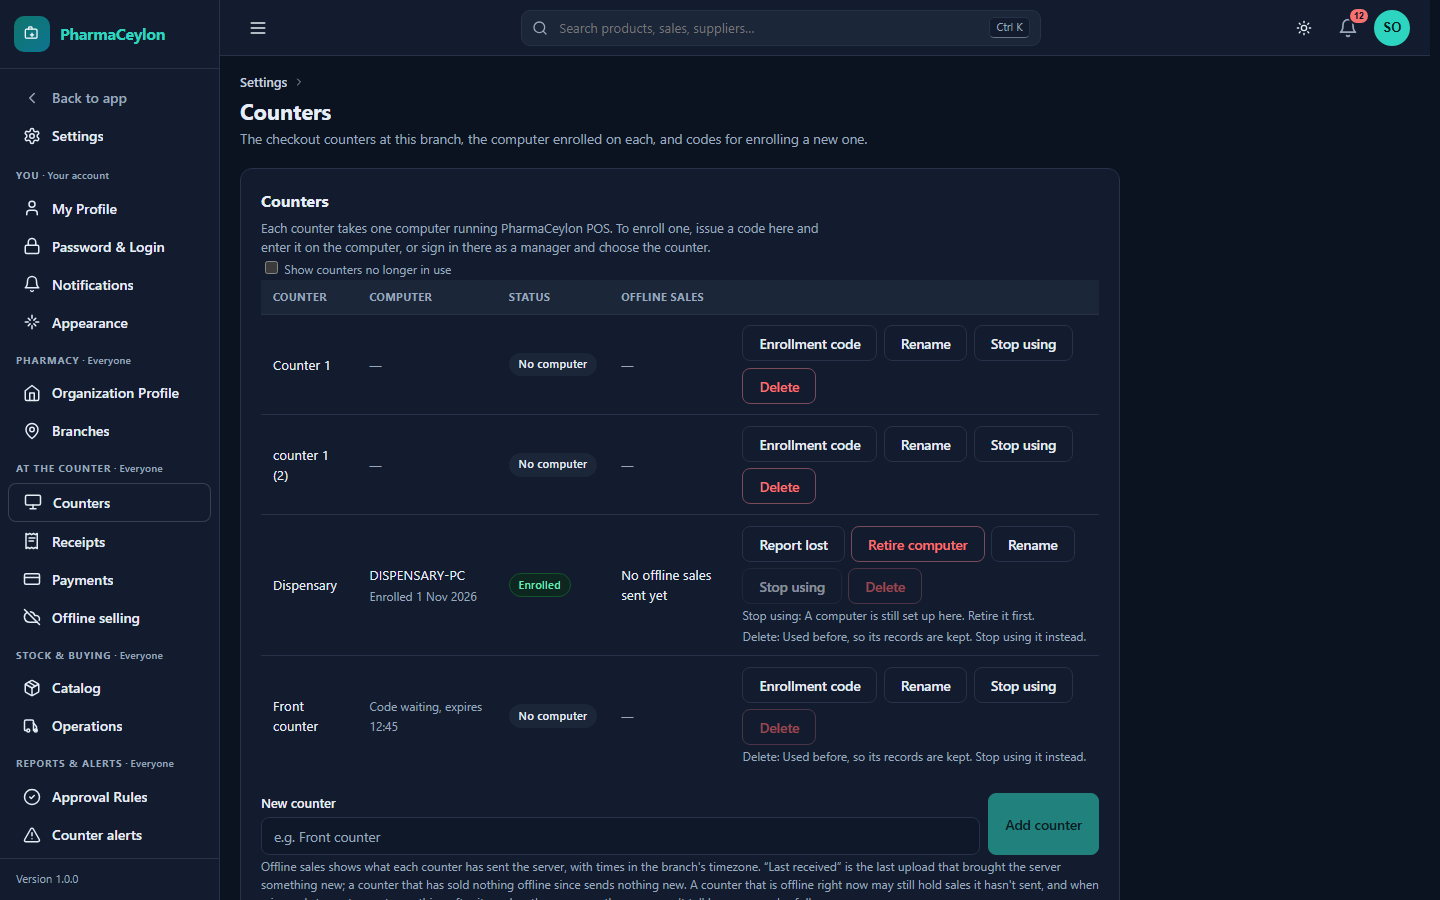 PharmaCeylon
Search products, sales, suppliers...
Ctrl K
12
SO
Back to app
Settings
YOU · Your account
My Profile
Password & Login
Notifications
Appearance
PHARMACY · Everyone
Organization Profile
Branches
AT THE COUNTER · Everyone
Counters
Receipts
Payments
Offline selling
STOCK & BUYING · Everyone
Catalog
Operations
REPORTS & ALERTS · Everyone
Approval Rules
Counter alerts
Version 1.0.0
Settings
Counters
The checkout counters at this branch, the computer enrolled on each, and codes for enrolling a new one.
Counters
Each counter takes one computer running PharmaCeylon POS. To enroll one, issue a code here and
enter it on the computer, or sign in there as a manager and choose the counter.
Show counters no longer in use
COUNTER COMPUTER STATUS OFFLINE SALES
Counter 1 — No computer — Enrollment code Rename Stop using
Delete
counter 1
(2)
— No computer — Enrollment code Rename Stop using
Delete
Dispensary
DISPENSARY-PC
Enrolled 1 Nov 2026
Enrolled
No offline sales
sent yet
Report lost Retire computer Rename
Stop using Delete
Stop using: A computer is still set up here. Retire it first.
Delete: Used before, so its records are kept. Stop using it instead.
Front
counter
Code waiting, expires
12:45
No computer — Enrollment code Rename Stop using
Delete
Delete: Used before, so its records are kept. Stop using it instead.
New counter
e.g. Front counter
Add counter
Offline sales shows what each counter has sent the server, with times in the branch's timezone. "Last received" is the last upload that brought the server
something new; a counter that has sold nothing offline since sends nothing new. A counter that is offline right now may still hold sales it hasn't sent, and when